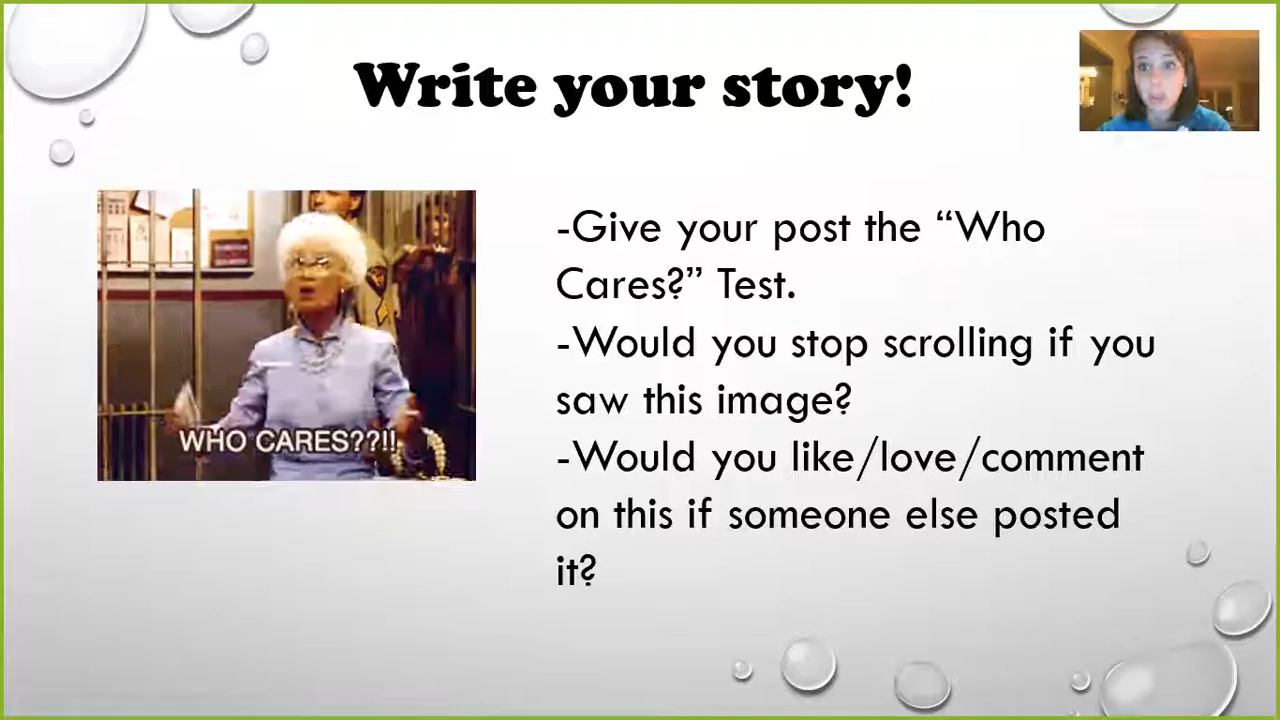 Write your story!
WHO CARES??!!
-Give your post the “Who
Cares?” Test.
-Would you stop scrolling if you
saw this image?
-Would you like/love/comment
on this if someone else posted
it?